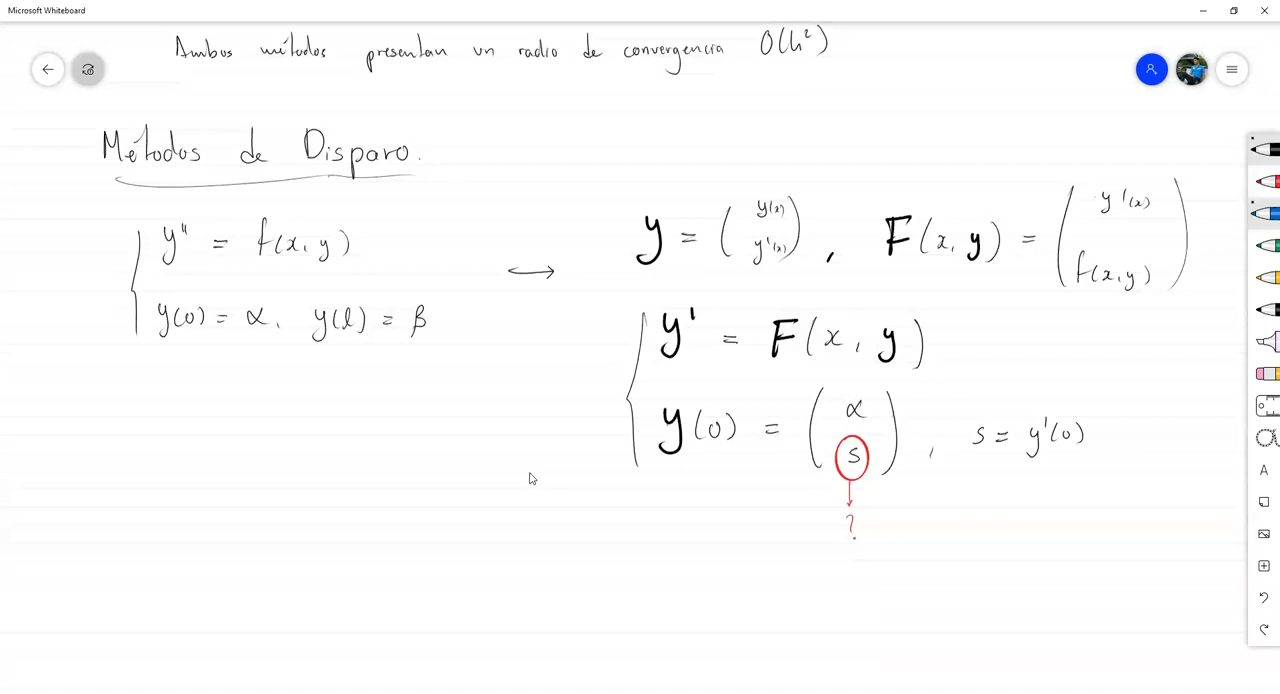 Microsoft Whiteboard
Ambos métodos presentan un radio de convergencia O(h²)
Métodos de Disparo.
y'' = f(x, y)
y(0) = α, y(l) = β
⟷
y = ( y(x) y'(x) ) , F(x, y) = ( y'(x) f(x, y) )
y' = F(x, y)
y(0) = ( α s ) , s = y'(0)
?
A